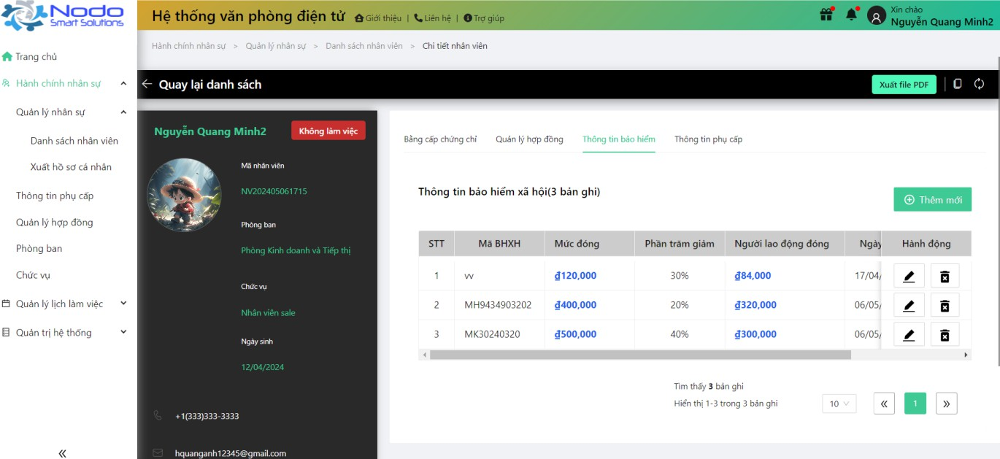 Nodo
Smart Solutions
Hệ thống văn phòng điện tử
Giới thiệu | Liên hệ | Trợ giúp
Xin chào
Nguyễn Quang Minh2
Hành chính nhân sự > Quản lý nhân sự > Danh sách nhân viên > Chi tiết nhân viên
Trang chủ
Hành chính nhân sự
Quản lý nhân sự
Danh sách nhân viên
Xuất hồ sơ cá nhân
Thông tin phụ cấp
Quản lý hợp đồng
Phòng ban
Chức vụ
Quản lý lịch làm việc
Quản trị hệ thống
Quay lại danh sách
Xuất file PDF
Nguyễn Quang Minh2
Không làm việc
Mã nhân viên
NV202405061715
Phòng ban
Phòng Kinh doanh và Tiếp thị
Chức vụ
Nhân viên sale
Ngày sinh
12/04/2024
+1(333)333-3333
hquanganh12345@gmail.com
Bằng cấp chứng chỉ Quản lý hợp đồng Thông tin bảo hiểm Thông tin phụ cấp
Thông tin bảo hiểm xã hội(3 bản ghi)
Thêm mới
STT Mã BHXH Mức đóng Phần trăm giảm Người lao động đóng Ngày Hành động
1 vv ₫120,000 30% ₫84,000 17/04/
2 MH9434903202 ₫400,000 20% ₫320,000 06/05/
3 MK30240320 ₫500,000 40% ₫300,000 06/05/
Tìm thấy 3 bản ghi
Hiển thị 1-3 trong 3 bản ghi
10
« 1 »
«